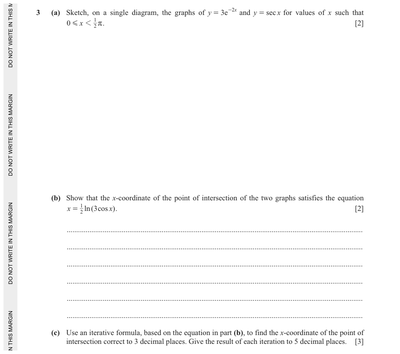 DO NOT WRITE IN THIS M
3 (a) Sketch, on a single diagram, the graphs of y = 3e⁻²ˣ and y = sec x for values of x such that
0 ⩽ x < ½π. [2]
DO NOT WRITE IN THIS MARGIN
(b) Show that the x-coordinate of the point of intersection of the two graphs satisfies the equation
x = ½ ln(3 cos x). [2]
DO NOT WRITE IN THIS MARGIN
(c) Use an iterative formula, based on the equation in part (b), to find the x-coordinate of the point of
intersection correct to 3 decimal places. Give the result of each iteration to 5 decimal places. [3]
N THIS MARGIN